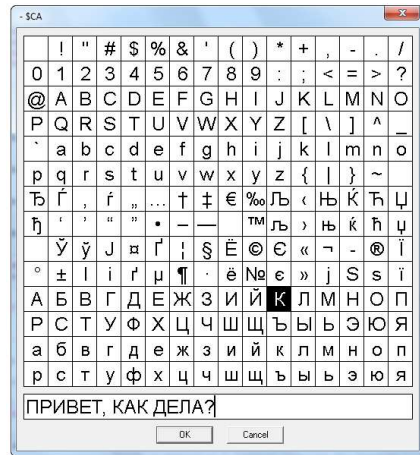 - $CA
! " # $ % & ' ( ) * + , - . /
0 1 2 3 4 5 6 7 8 9 : ; < = > ?
@ A B C D E F G H I J K L M N O
P Q R S T U V W X Y Z [ \ ] ^ _
` a b c d e f g h i j k l m n o
p q r s t u v w x y z { | } ~
Ђ Ѓ ‚ ѓ „ … † ‡ € ‰ Љ ‹ Њ Ќ Ћ Џ
ђ ‘ ’ “ ” • – — ™ љ › њ ќ ћ џ
Ў ў Ј ¤ Ґ ¦ § Ё © Є « ¬ - ® Ї
° ± І і ґ µ ¶ · ё № є » ј Ѕ ѕ ї
А Б В Г Д Е Ж З И Й К Л М Н О П
Р С Т У Ф Х Ц Ч Ш Щ Ъ Ы Ь Э Ю Я
а б в г д е ж з и й к л м н о п
р с т у ф х ц ч ш щ ъ ы ь э ю я
ПРИВЕТ, КАК ДЕЛА?
OK Cancel